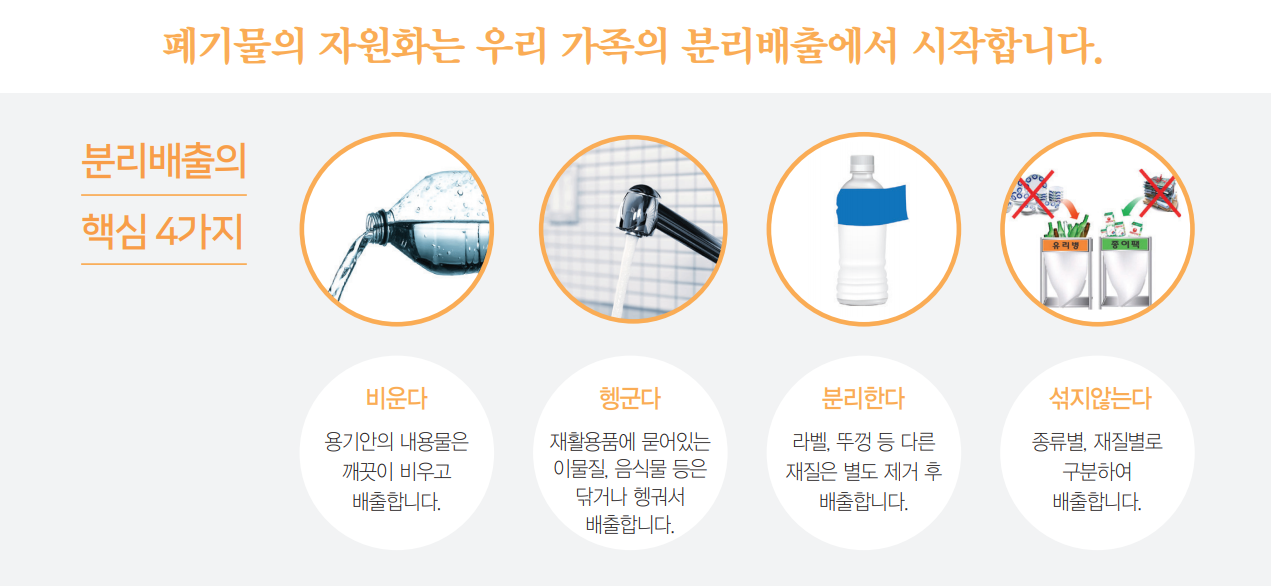 폐기물의 자원화는 우리 가족의 분리배출에서 시작합니다.
분리배출의
핵심 4가지
유리병
종이팩
비운다
용기안의 내용물은
깨끗이 비우고
배출합니다.
헹군다
재활용품에 묻어있는
이물질, 음식물 등은
닦거나 헹궈서
배출합니다.
분리한다
라벨, 뚜껑 등 다른
재질은 별도 제거 후
배출합니다.
섞지않는다
종류별, 재질별로
구분하여
배출합니다.